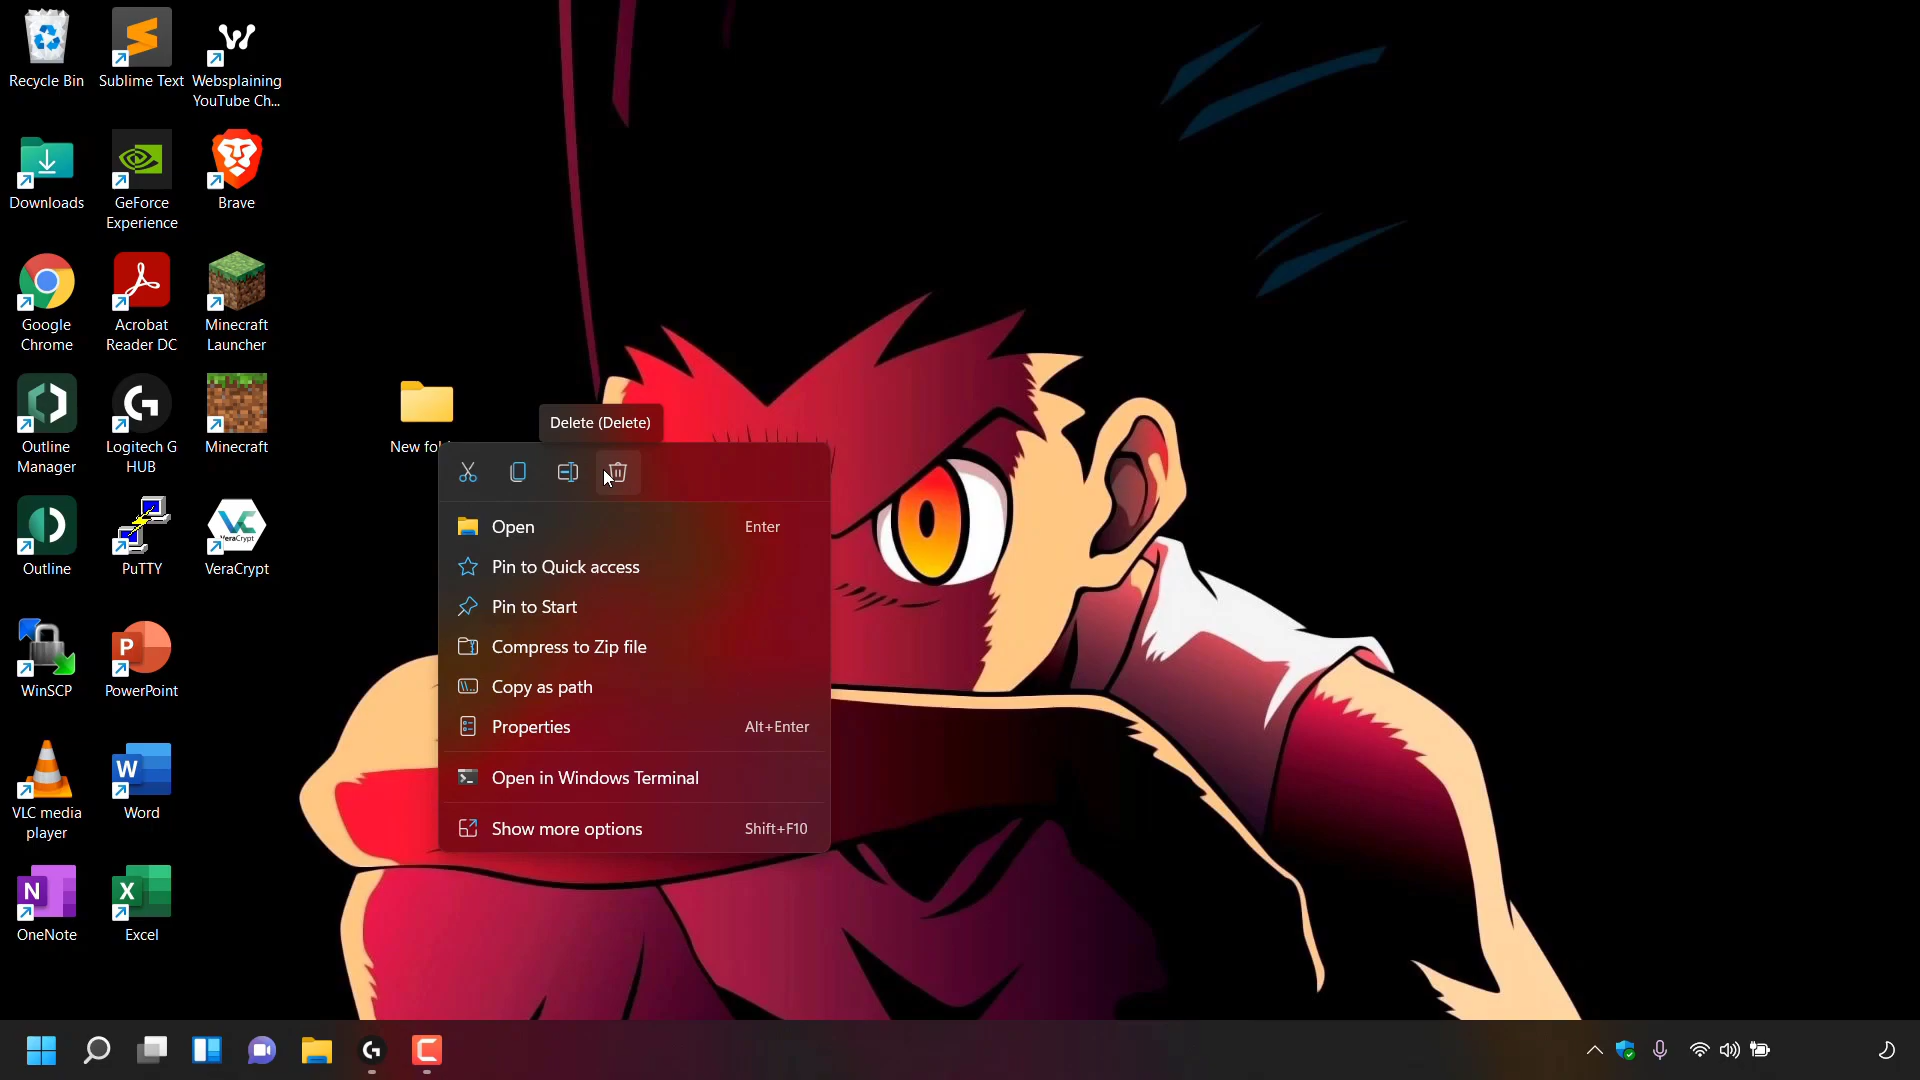 Recycle Bin
Sublime Text
Websplaining
YouTube Ch...
Downloads
GeForce
Experience
Brave
Google
Chrome
Acrobat
Reader DC
Minecraft
Launcher
Outline
Manager
Logitech G
HUB
Minecraft
New fol
Outline
PuTTY
VeraCrypt
VeraCrypt
WinSCP
P
PowerPoint
VLC media
player
W
Word
N
OneNote
X
Excel
Delete (Delete)
Open Enter
Pin to Quick access
Pin to Start
Compress to Zip file
Copy as path
Properties Alt+Enter
Open in Windows Terminal
Show more options Shift+F10